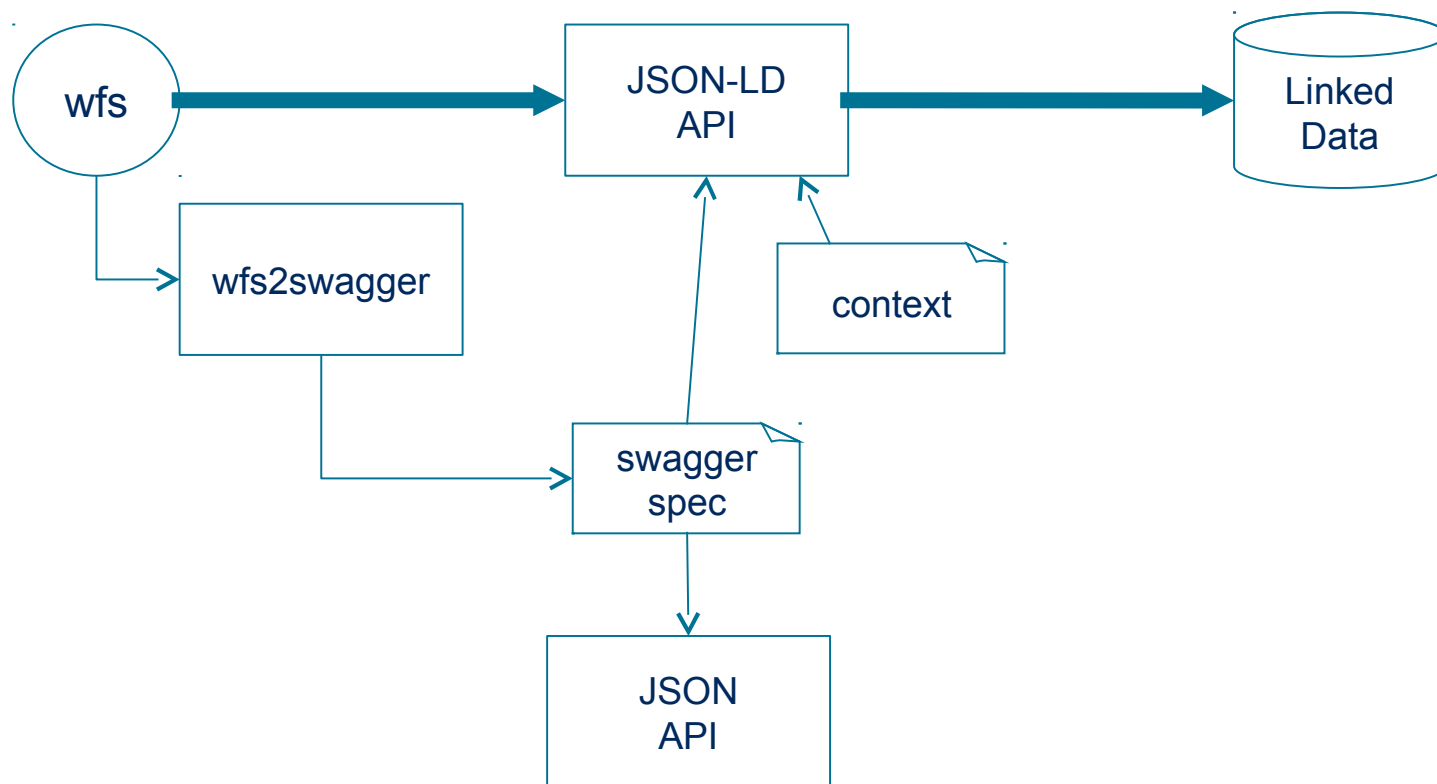 wfs
JSON-LD
API
Linked
Data
wfs2swagger
context
swagger
spec
JSON
API